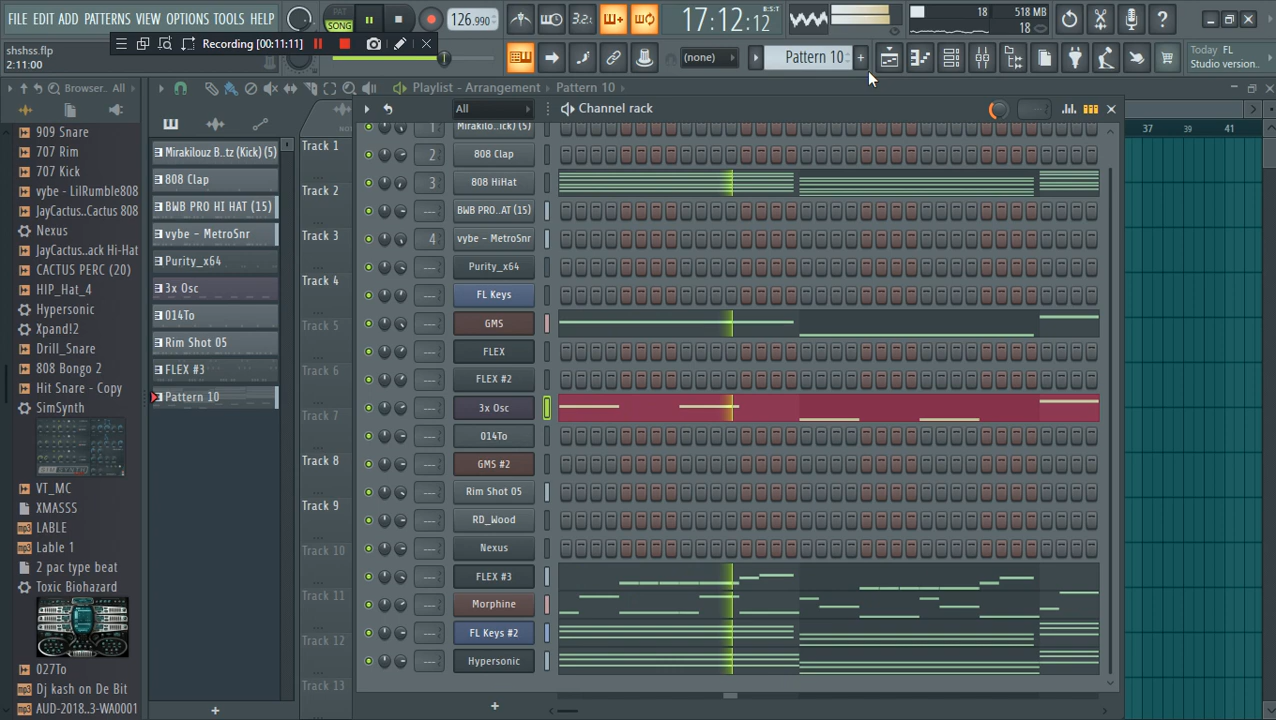 FILE EDIT ADD PATTERNS VIEW OPTIONS TOOLS HELP
PAT
SONG
126.990
3.2
17:12:12
B:S:T
18
518 MB
18
shshss.flp
2:11:00
Recording [00:11:11]
(none)
Pattern 10
+
Today FL
Studio version..
Browser.. All
Playlist - Arrangement
Pattern 10
909 Snare
707 Rim
707 Kick
vybe - LilRumble808
JayCactus..Cactus 808
Nexus
JayCactus..ack Hi-Hat
CACTUS PERC (20)
HIP_Hat_4
Hypersonic
Xpand!2
Drill_Snare
808 Bongo 2
Hit Snare - Copy
SimSynth
VT_MC
XMASSS
LABLE
Lable 1
2 pac type beat
Toxic Biohazard
027To
Dj kash on De Bit
AUD-2018..3-WA0001
Mirakilouz B..tz (Kick) (5)
808 Clap
BWB PRO HI HAT (15)
vybe - MetroSnr
Purity_x64
3x Osc
014To
Rim Shot 05
FLEX #3
Pattern 10
+
Track 1
Track 2
Track 3
Track 4
Track 5
Track 6
Track 7
Track 8
Track 9
Track 10
Track 11
Track 12
Track 13
All
Channel rack
1 Mirakilo..ick) (5)
2 808 Clap
3 808 HiHat
BWB PRO..AT (15)
4 vybe - MetroSnr
Purity_x64
FL Keys
GMS
FLEX
FLEX #2
3x Osc
014To
GMS #2
Rim Shot 05
RD_Wood
Nexus
FLEX #3
Morphine
FL Keys #2
Hypersonic
+
37 39 41